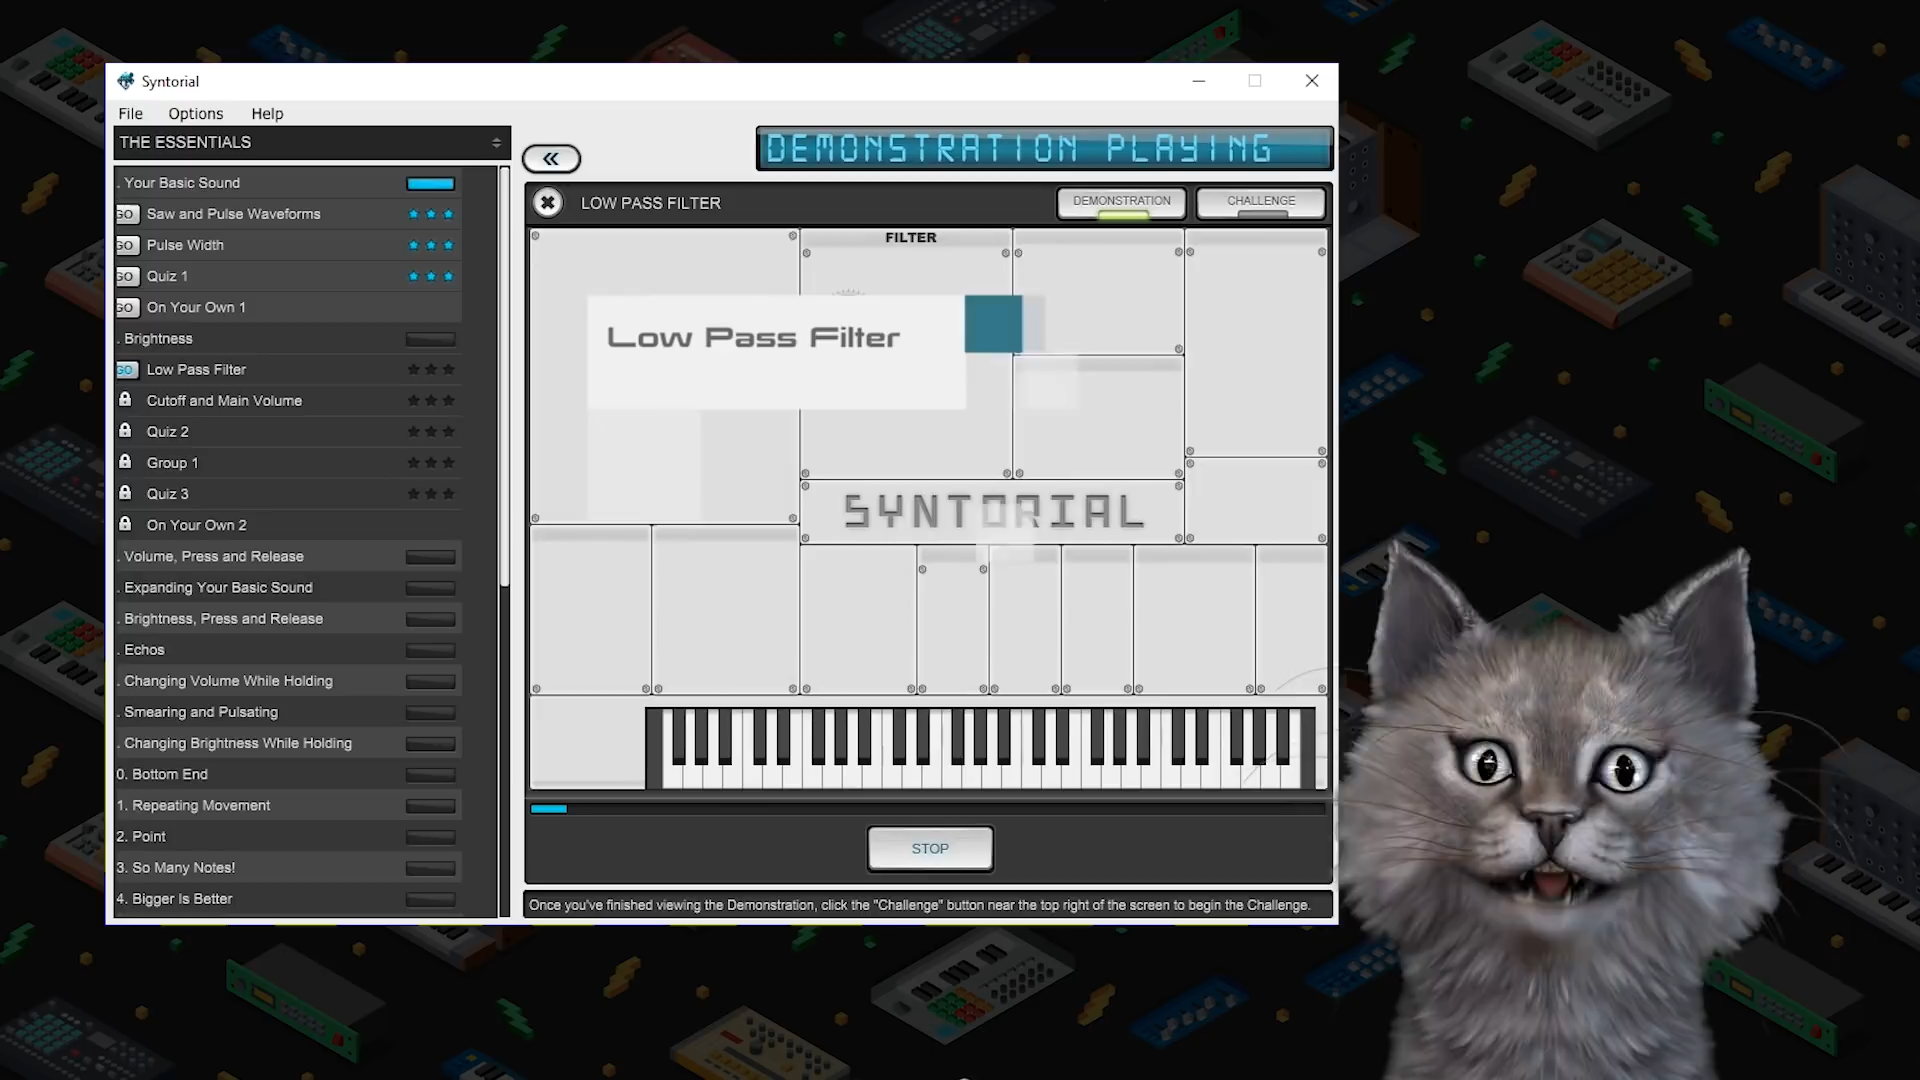 Syntorial
File Options Help
THE ESSENTIALS
DEMONSTRATION PLAYING
. Your Basic Sound
GO Saw and Pulse Waveforms
GO Pulse Width
GO Quiz 1
GO On Your Own 1
. Brightness
GO Low Pass Filter
Cutoff and Main Volume
Quiz 2
Group 1
Quiz 3
On Your Own 2
. Volume, Press and Release
. Expanding Your Basic Sound
. Brightness, Press and Release
. Echos
. Changing Volume While Holding
. Smearing and Pulsating
. Changing Brightness While Holding
0. Bottom End
1. Repeating Movement
2. Point
3. So Many Notes!
4. Bigger Is Better
LOW PASS FILTER
DEMONSTRATION
CHALLENGE
FILTER
Low Pass Filter
SYNTORIAL
STOP
Once you've finished viewing the Demonstration, click the "Challenge" button near the top right of the screen to begin the Challenge.